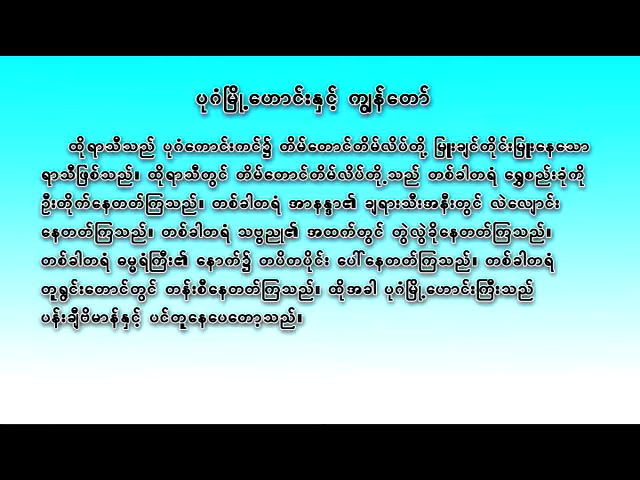 ပုဂံမြို့ဟောင်းနှင့် ကျွန်တော်
ထိုရာသီသည် ပုဂံကောင်းကင်၌ တိမ်တောင်တိမ်လိပ်တို့ မြူးချင်တိုင်းမြူးနေသော
ရာသီဖြစ်သည်။ ထိုရာသီတွင် တိမ်တောင်တိမ်လိပ်တို့သည် တစ်ခါတရံ ရွှေစည်းခုံကို
ဦးတိုက်နေတတ်ကြသည်။ တစ်ခါတရံ အာနန္ဒာ၏ ချရားသီးအနီးတွင် လဲလျောင်း
နေတတ်ကြသည်။ တစ်ခါတရံ သဗ္ဗညု၏ အထက်တွင် တွဲလွဲခိုနေတတ်ကြသည်။
တစ်ခါတရံ ဓမ္မရံကြီး၏ နောက်၌ တပိတပိုင်း ပေါ်နေတတ်ကြသည်။ တစ်ခါတရံ
တူရွင်းတောင်တွင် တန်းစီနေတတ်ကြသည်။ ထိုအခါ ပုဂံမြို့ဟောင်းကြီးသည်
ပန်းချီဗိမာန်နှင့် ပင်တူနေပေတော့သည်။